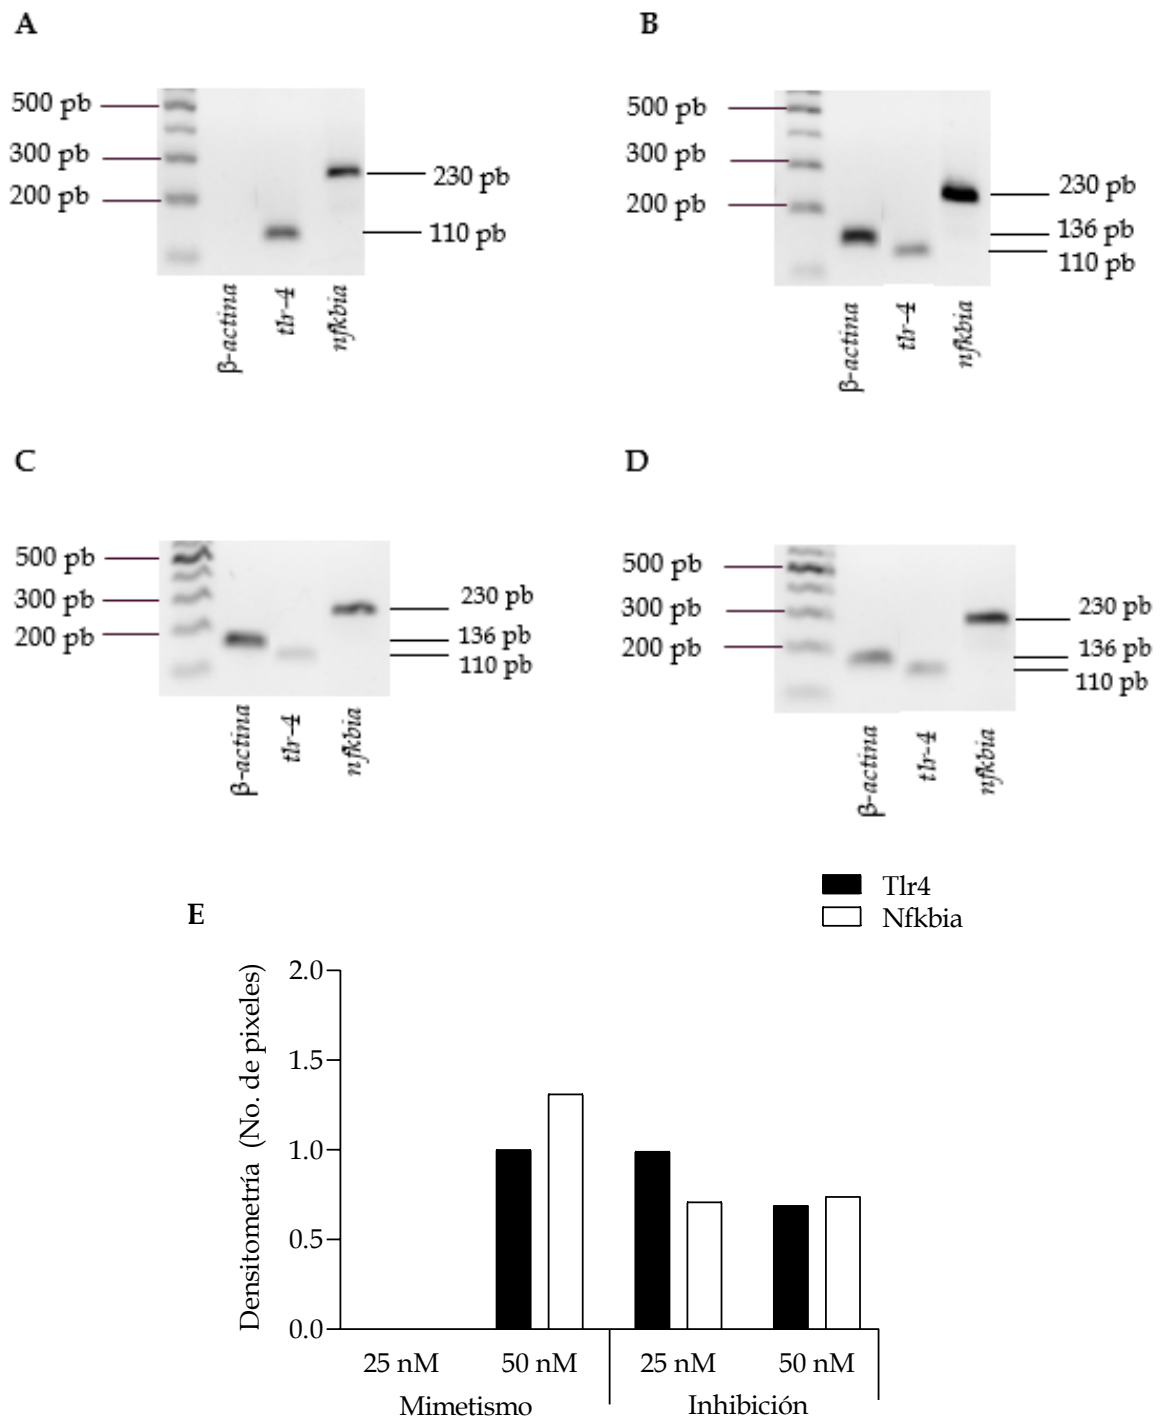 A
B
500 pb
300 pb
200 pb
230 pb
110 pb
β-actina
tlr-4
nfkbia
500 pb
300 pb
200 pb
230 pb
136 pb
110 pb
β-actina
tlr-4
nfkbia
C
D
500 pb
300 pb
200 pb
230 pb
136 pb
110 pb
β-actina
tlr-4
nfkbia
500 pb
300 pb
200 pb
230 pb
136 pb
110 pb
β-actina
tlr-4
nfkbia
Tlr4
Nfkbia
E
Densitometría (No. de pixeles)
2.0
1.5
1.0
0.5
0.0
25 nM 50 nM 25 nM 50 nM
Mimetismo Inhibición